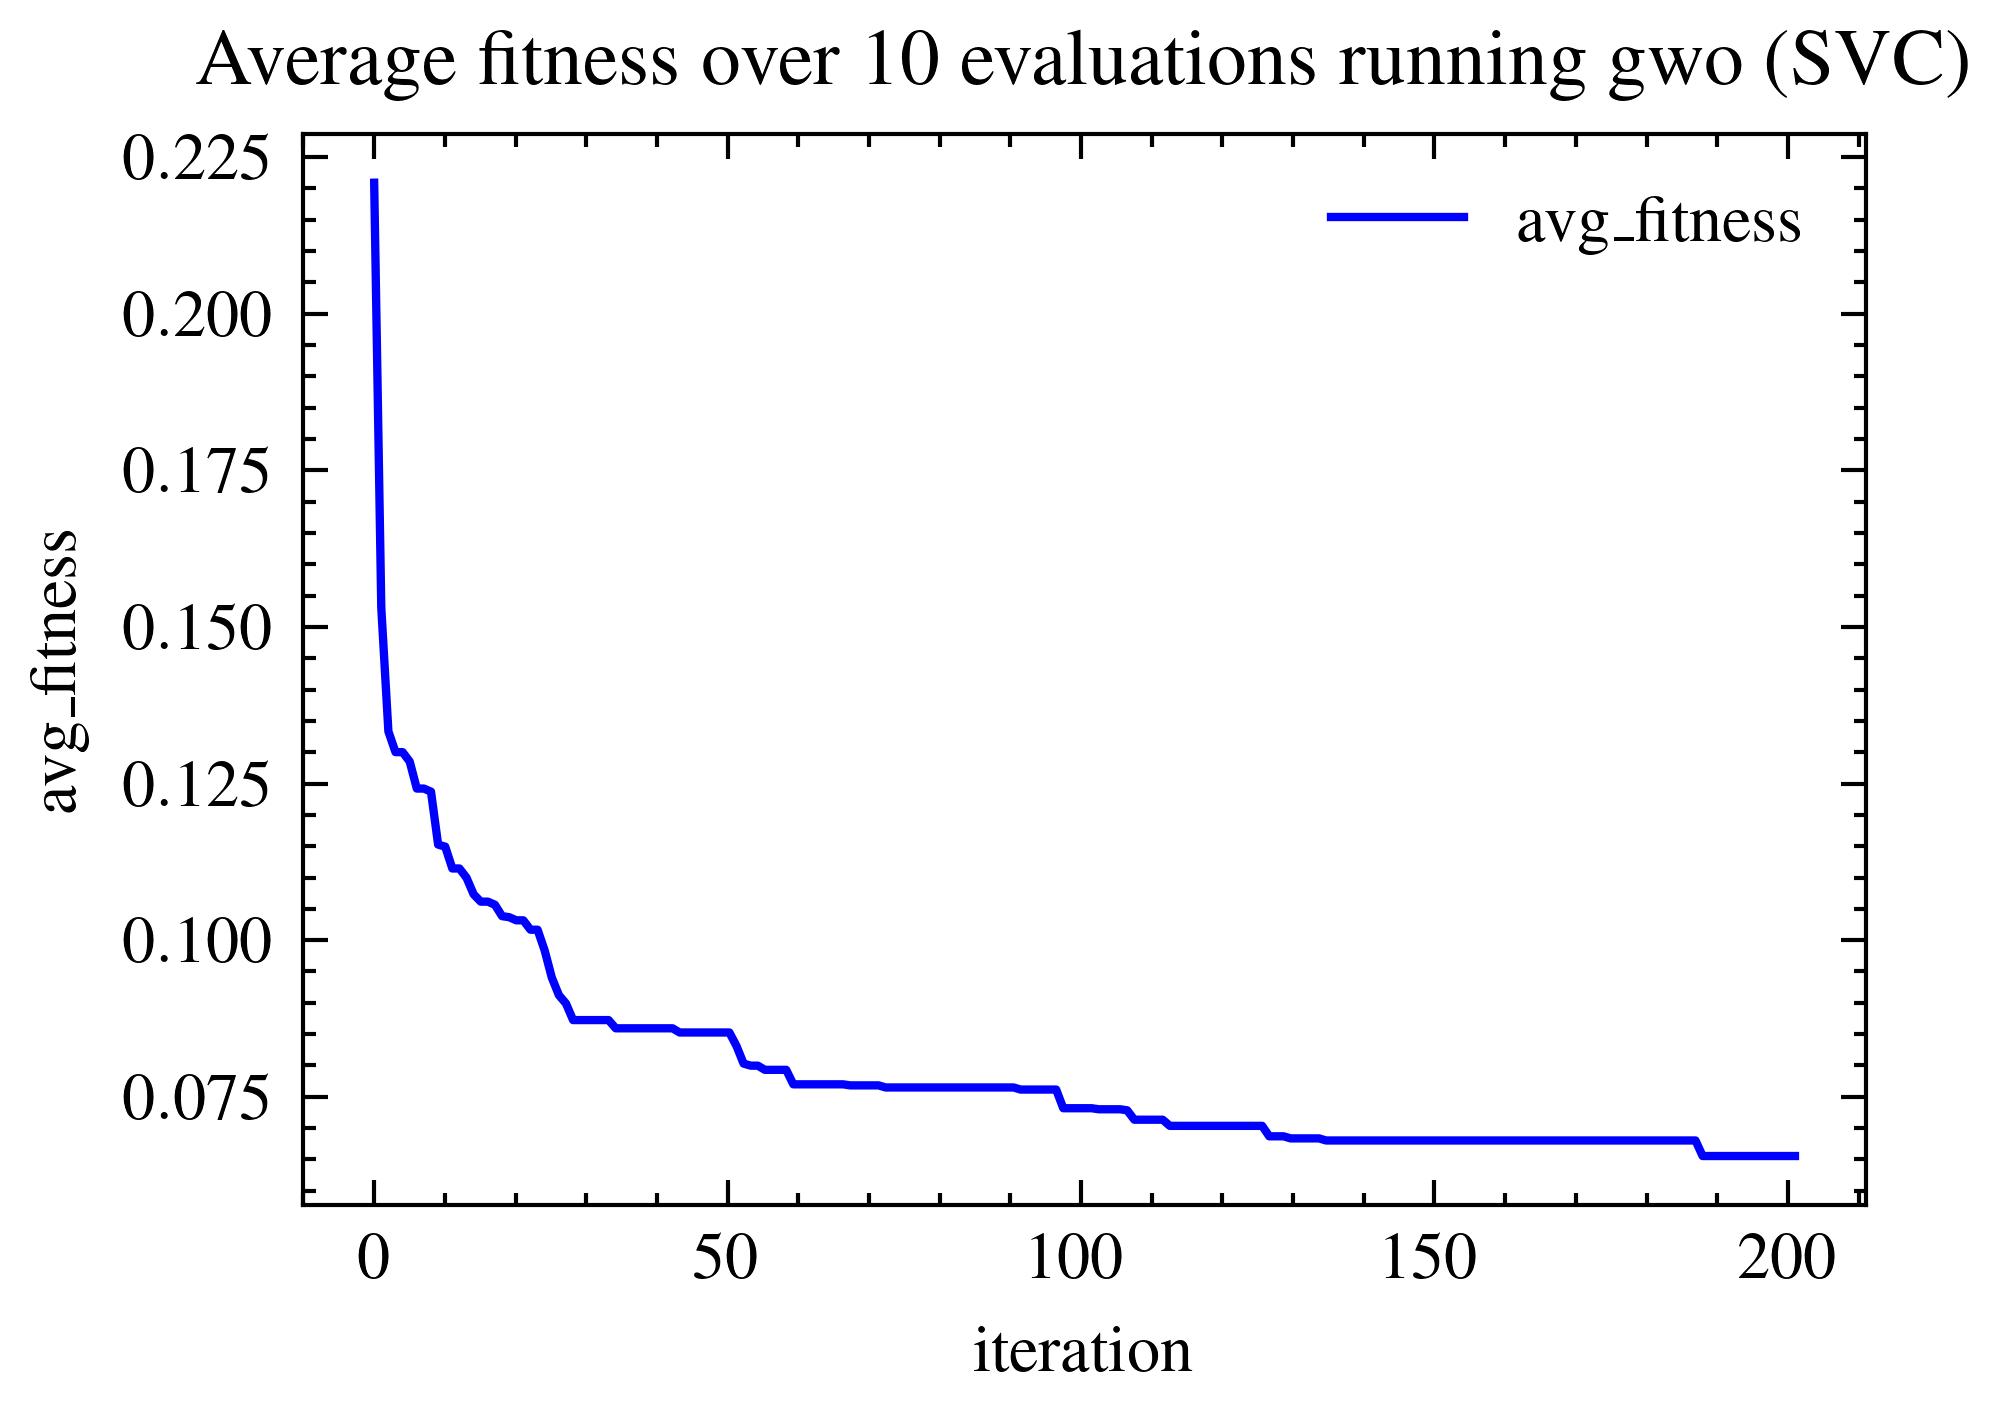 Average fitness over 10 evaluations running gwo (SVC)
avg_fitness
0.225
0.200
0.175
0.150
0.125
0.100
0.075
avg_fitness
0 50 100 150 200
iteration